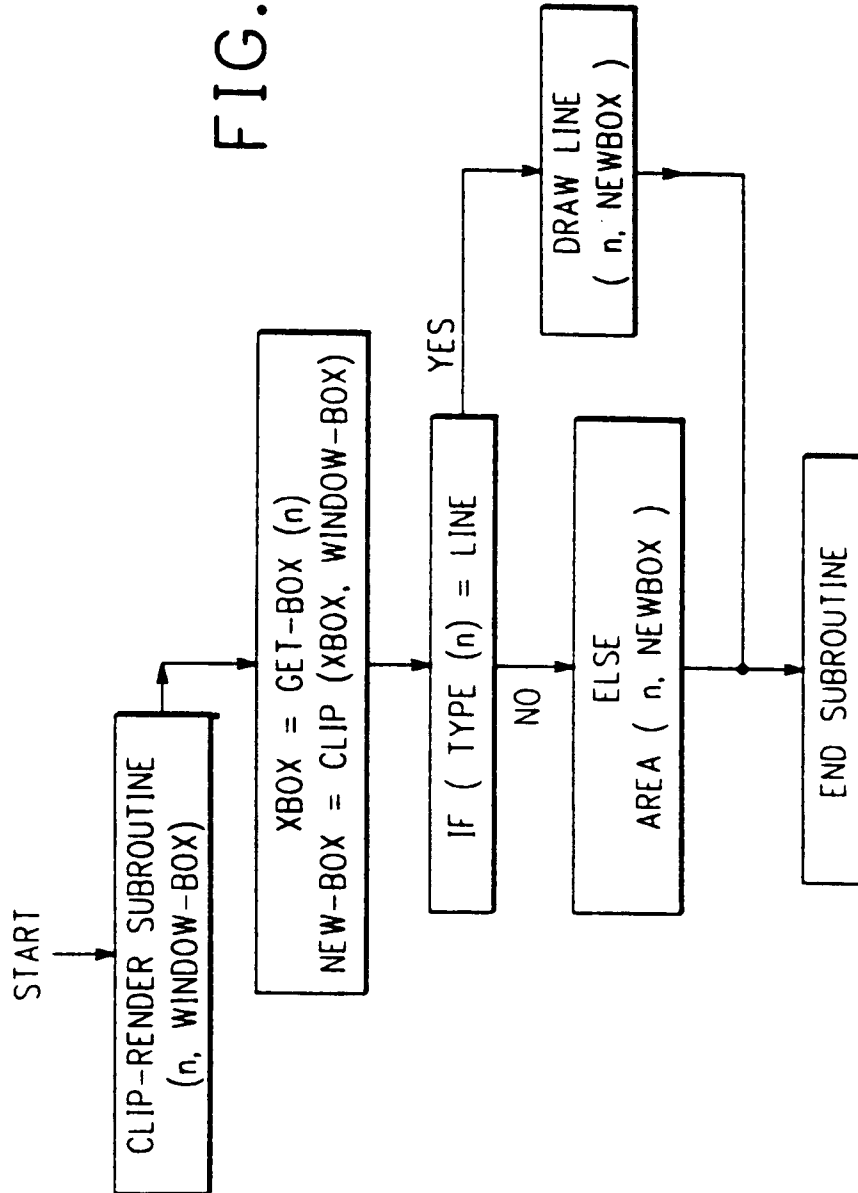 FIG.
START
CLIP-RENDER SUBROUTINE
(n, WINDOW-BOX)
XBOX = GET-BOX (n)
NEW-BOX = CLIP (XBOX, WINDOW-BOX)
IF ( TYPE (n) = LINE
YES
NO
DRAW LINE
( n, NEWBOX )
ELSE
AREA ( n, NEWBOX )
END SUBROUTINE